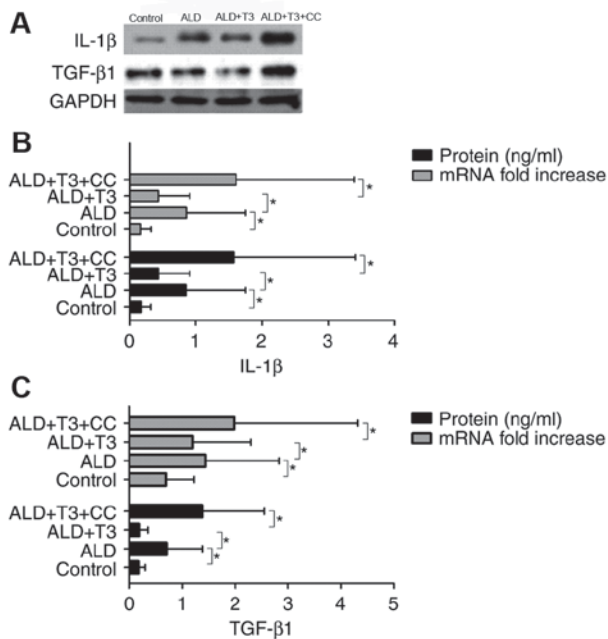 A
Control ALD ALD+T3 ALD+T3+CC
IL-1β
TGF-β1
GAPDH
B
Protein (ng/ml)
mRNA fold increase
ALD+T3+CC *
ALD+T3 *
ALD *
Control
ALD+T3+CC *
ALD+T3 *
ALD *
Control
0 1 2 3 4
IL-1β
C
Protein (ng/ml)
mRNA fold increase
ALD+T3+CC *
ALD+T3 *
ALD *
Control
ALD+T3+CC *
ALD+T3 *
ALD *
Control
0 1 2 3 4 5
TGF-β1